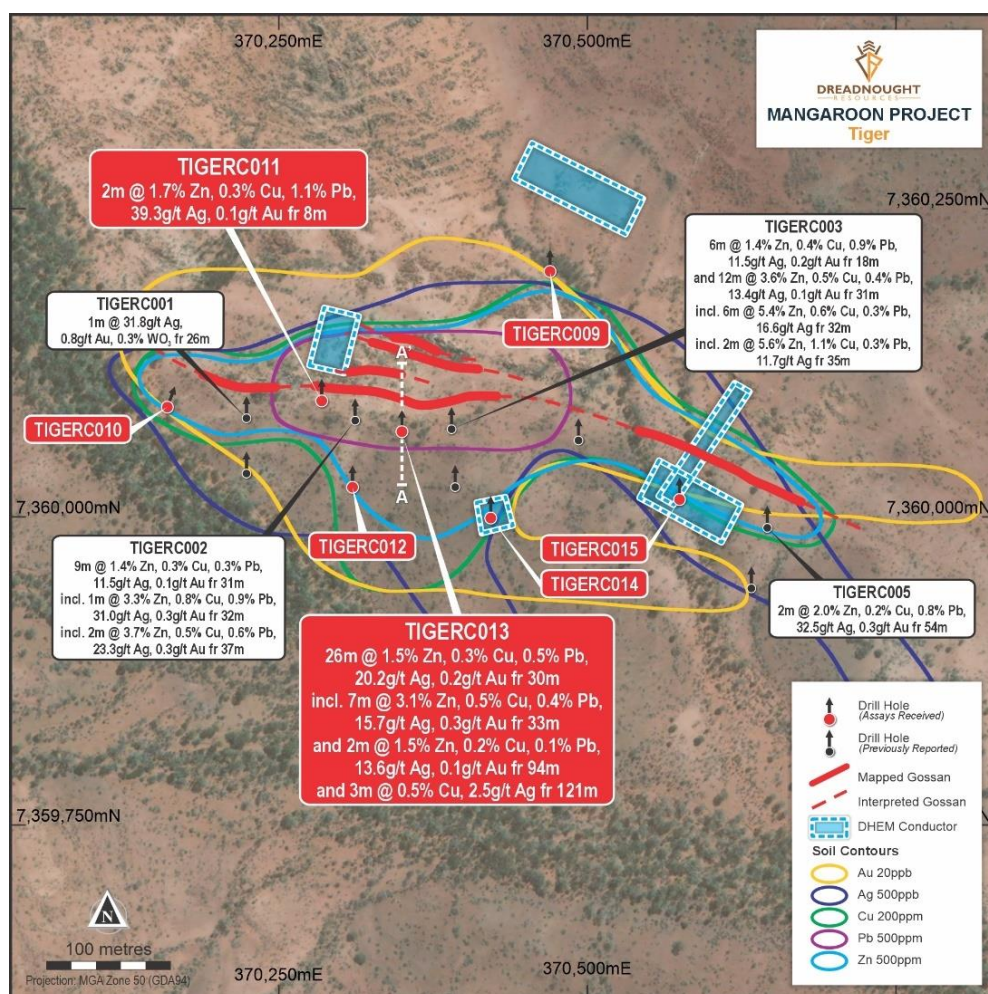 370,250mE
370,500mE
DREADNOUGHT
RESOURCES
MANGAROON PROJECT
Tiger
7,360,250mN
7,360,250mN
TIGERC011
2m @ 1.7% Zn, 0.3% Cu, 1.1% Pb,
39.3g/t Ag, 0.1g/t Au fr 8m
TIGERC003
6m @ 1.4% Zn, 0.4% Cu, 0.9% Pb,
11.5g/t Ag, 0.2g/t Au fr 18m
and 12m @ 3.6% Zn, 0.5% Cu, 0.4% Pb,
13.4g/t Ag, 0.1g/t Au fr 31m
incl. 6m @ 5.4% Zn, 0.6% Cu, 0.3% Pb,
16.6g/t Ag fr 32m
incl. 2m @ 5.6% Zn, 1.1% Cu, 0.3% Pb,
11.7g/t Ag fr 35m
TIGERC001
1m @ 31.8g/t Ag,
0.8g/t Au, 0.3% WO3 fr 26m
TIGERC009
A'
TIGERC010
A
7,360,000mN
7,360,000mN
TIGERC012
TIGERC015
TIGERC014
TIGERC002
9m @ 1.4% Zn, 0.3% Cu, 0.3% Pb,
11.5g/t Ag, 0.1g/t Au fr 31m
incl. 1m @ 3.3% Zn, 0.8% Cu, 0.9% Pb,
31.0g/t Ag, 0.3g/t Au fr 32m
incl. 2m @ 3.7% Zn, 0.5% Cu, 0.6% Pb,
23.3g/t Ag, 0.3g/t Au fr 37m
TIGERC005
2m @ 2.0% Zn, 0.2% Cu, 0.8% Pb,
32.5g/t Ag, 0.3g/t Au fr 54m
TIGERC013
26m @ 1.5% Zn, 0.3% Cu, 0.5% Pb,
20.2g/t Ag, 0.2g/t Au fr 30m
incl. 7m @ 3.1% Zn, 0.5% Cu, 0.4% Pb,
15.7g/t Ag, 0.3g/t Au fr 33m
and 2m @ 1.5% Zn, 0.2% Cu, 0.1% Pb,
13.6g/t Ag, 0.1g/t Au fr 94m
and 3m @ 0.5% Cu, 2.5g/t Ag fr 121m
7,359,750mN
Drill Hole
(Assays Received)
Drill Hole
(Previously Reported)
Mapped Gossan
Interpreted Gossan
DHEM Conductor
Soil Contours
Au 20ppb
Ag 500ppb
Cu 200ppm
Pb 500ppm
Zn 500ppm
N
100 metres
Projection: MGA Zone 50 (GDA94)
370,250mE
370,500mE